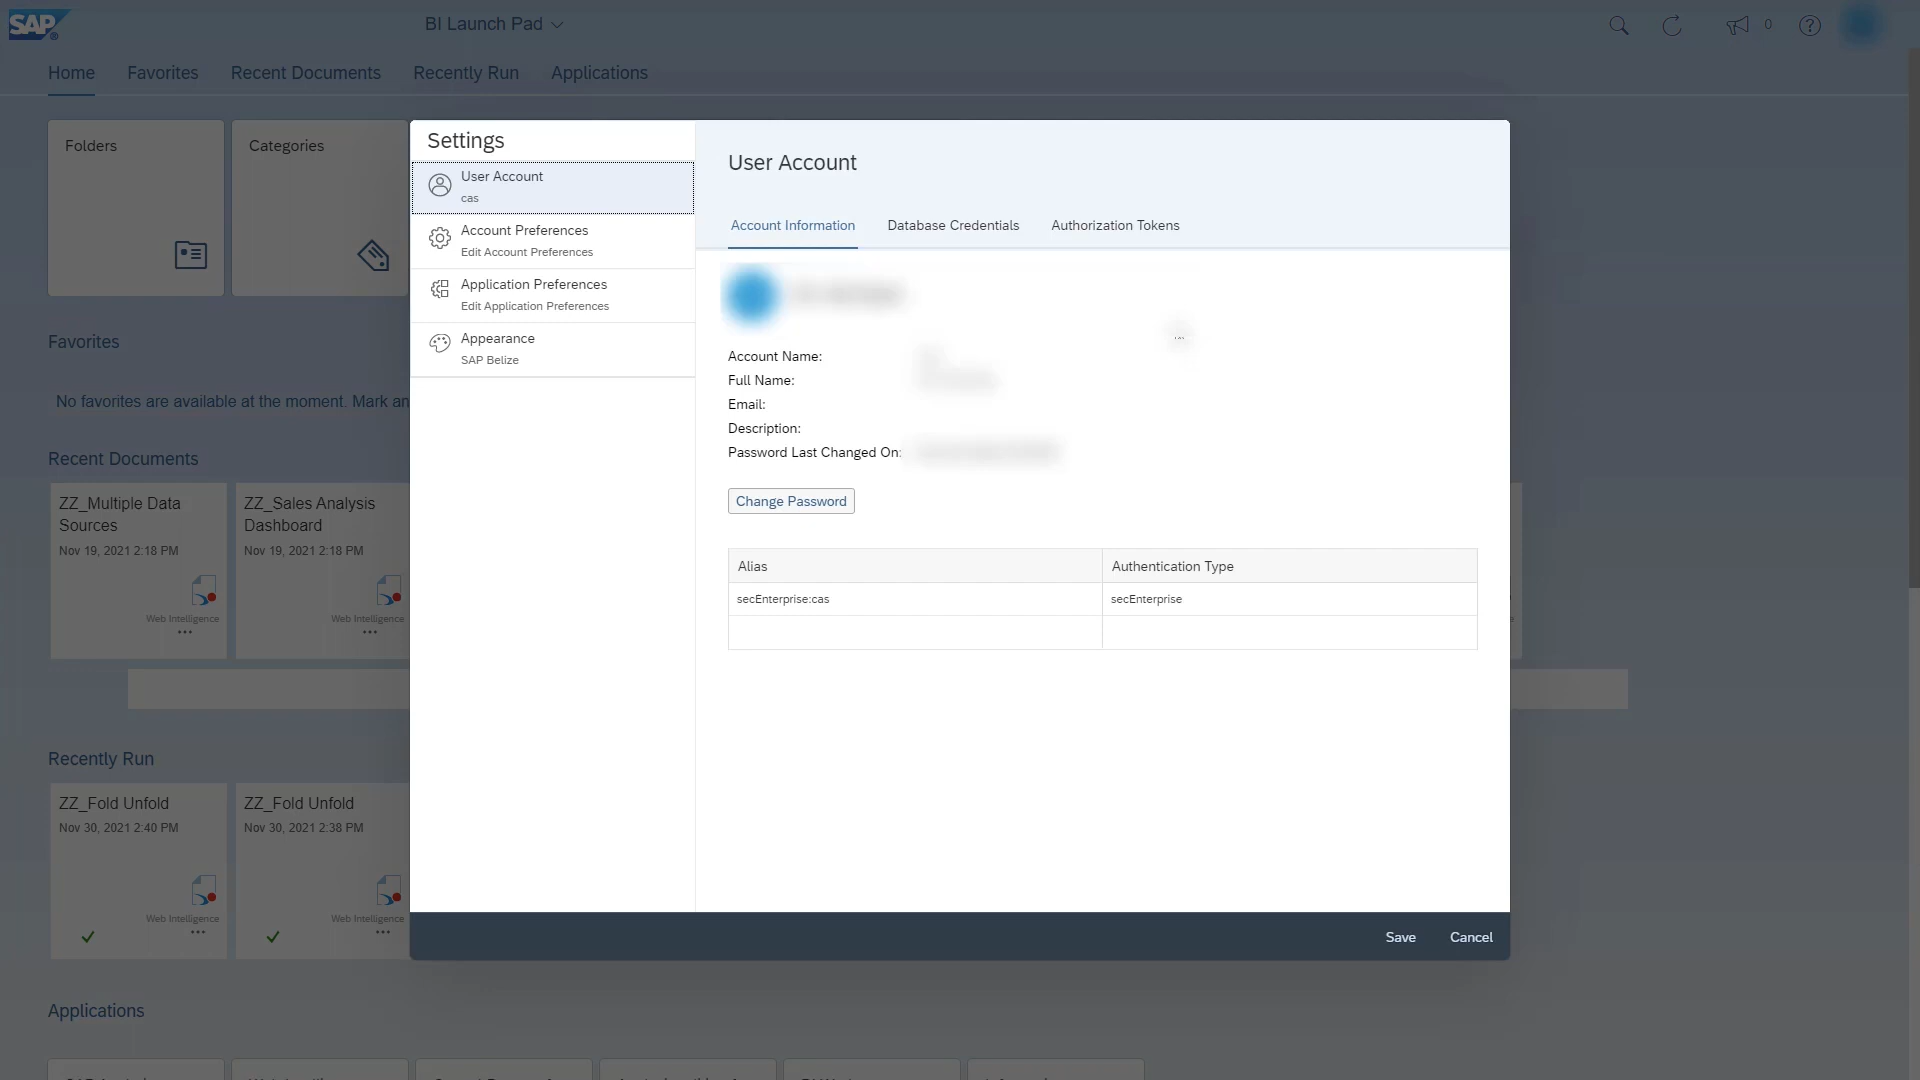 SAP
BI Launch Pad
0
Home
Favorites
Recent Documents
Recently Run
Applications
Folders
Categories
Favorites
No favorites are available at the moment. Mark an
Recent Documents
ZZ_Multiple Data
Sources
Nov 19, 2021 2:18 PM
Web Intelligence
ZZ_Sales Analysis
Dashboard
Nov 19, 2021 2:18 PM
Web Intelligence
Recently Run
ZZ_Fold Unfold
Nov 30, 2021 2:40 PM
Web Intelligence
ZZ_Fold Unfold
Nov 30, 2021 2:38 PM
Web Intelligence
Applications
Settings
User Account
cas
Account Preferences
Edit Account Preferences
Application Preferences
Edit Application Preferences
Appearance
SAP Belize
User Account
Account Information
Database Credentials
Authorization Tokens
Account Name:
Full Name:
Email:
Description:
Password Last Changed On:
Change Password
Alias
Authentication Type
secEnterprise:cas
secEnterprise
Save
Cancel